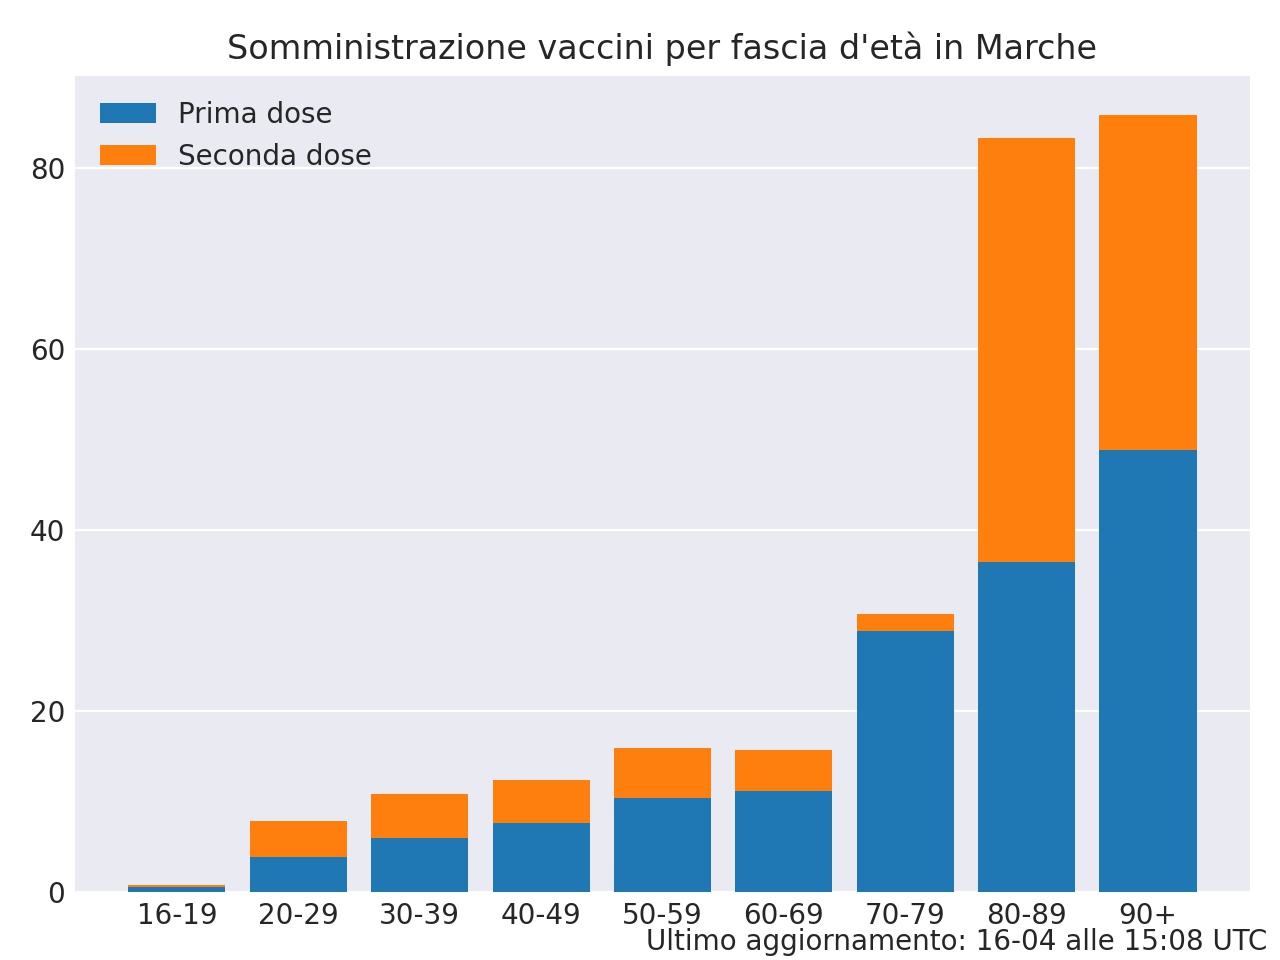 Somministrazione vaccini per fascia d'età in Marche
Prima dose
Seconda dose
80
60
40
20
0
16-19 20-29 30-39 40-49 50-59 60-69 70-79 80-89 90+
Ultimo aggiornamento: 16-04 alle 15:08 UTC